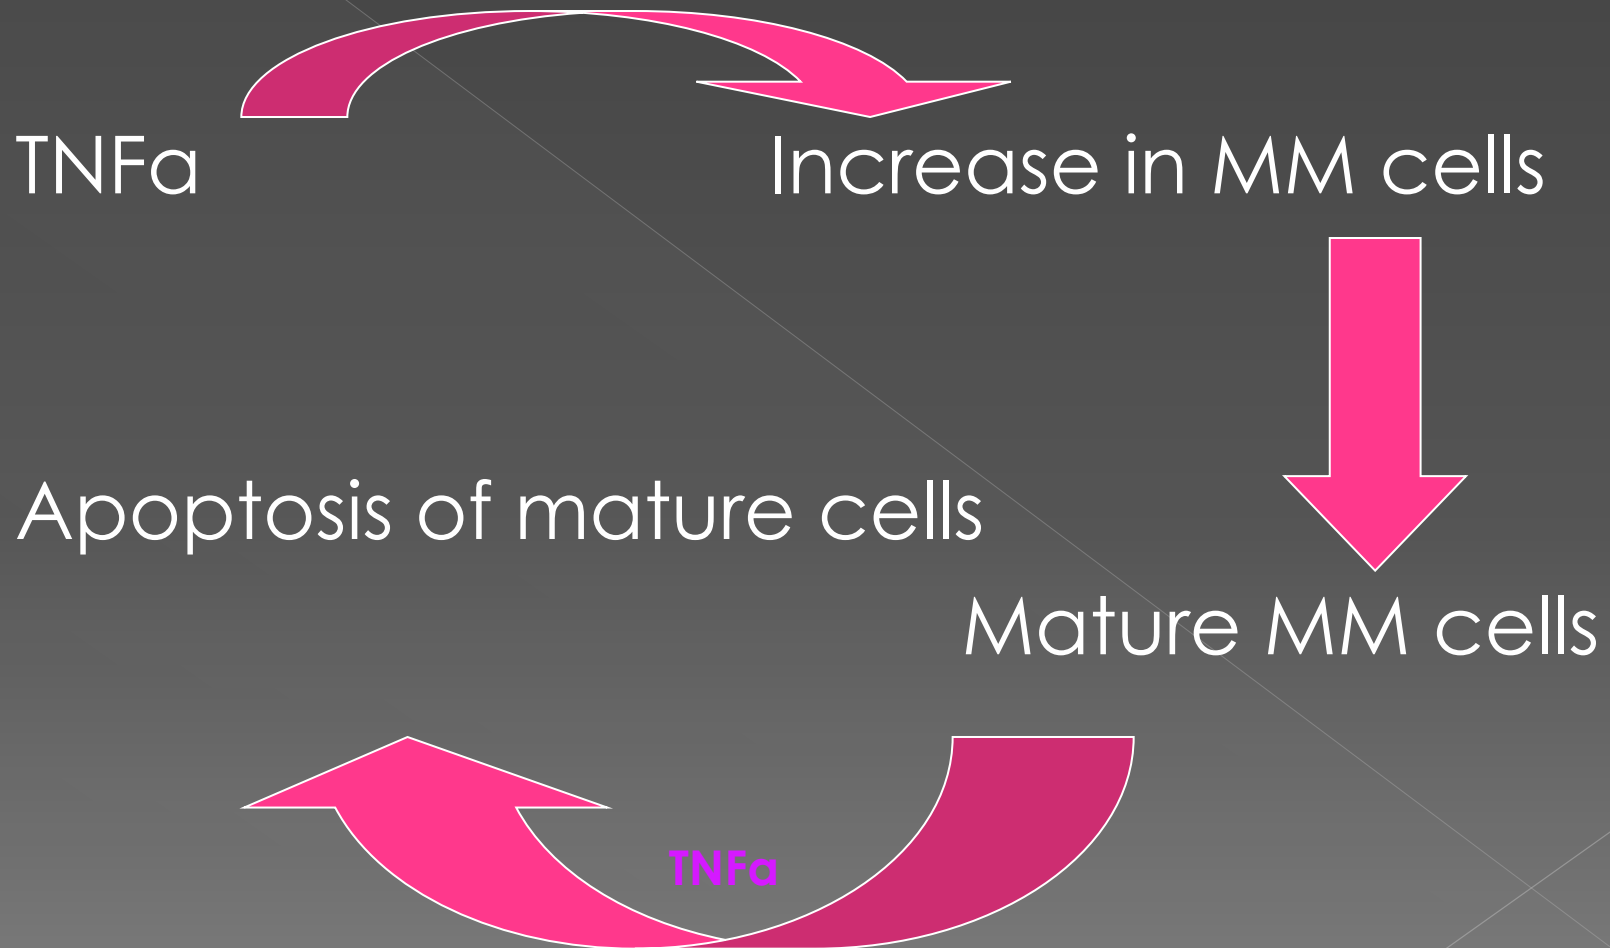 TNFa
Increase in MM cells
Apoptosis of mature cells
Mature MM cells
TNFa